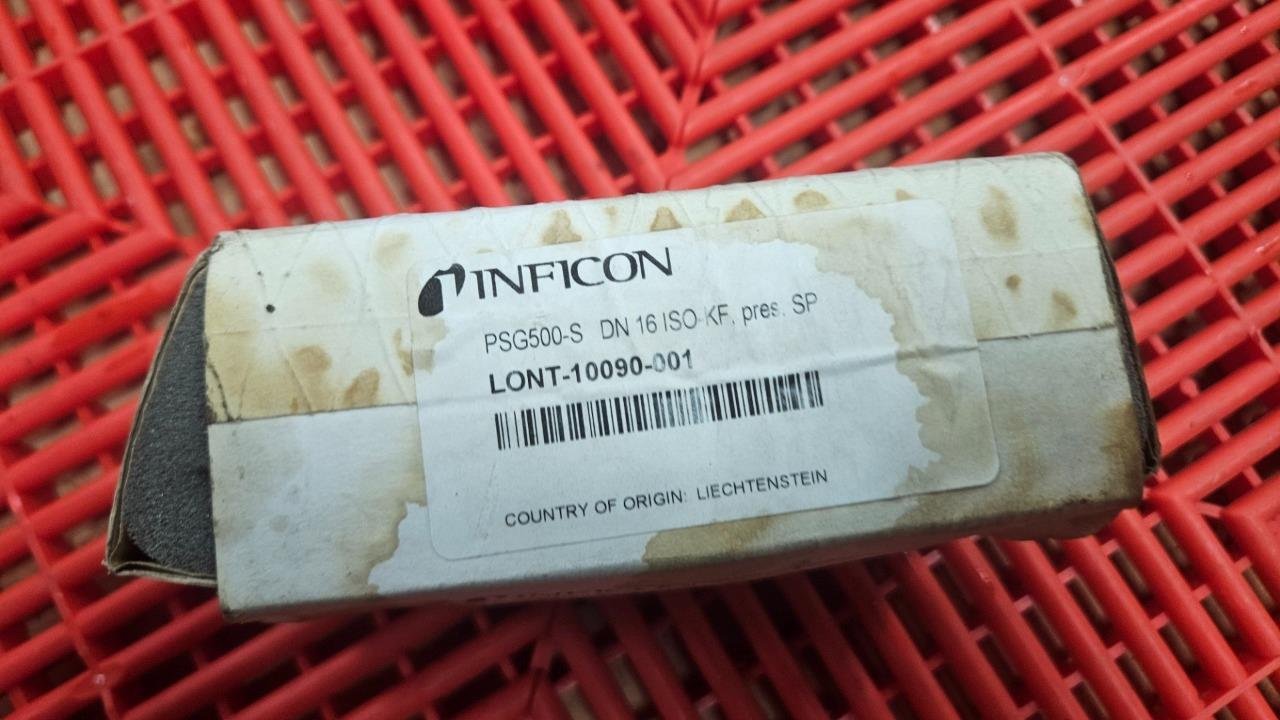 INFICON
PSG500-S DN 16 ISO-KF, pres. SP
LONT-10090-001
COUNTRY OF ORIGIN: LIECHTENSTEIN